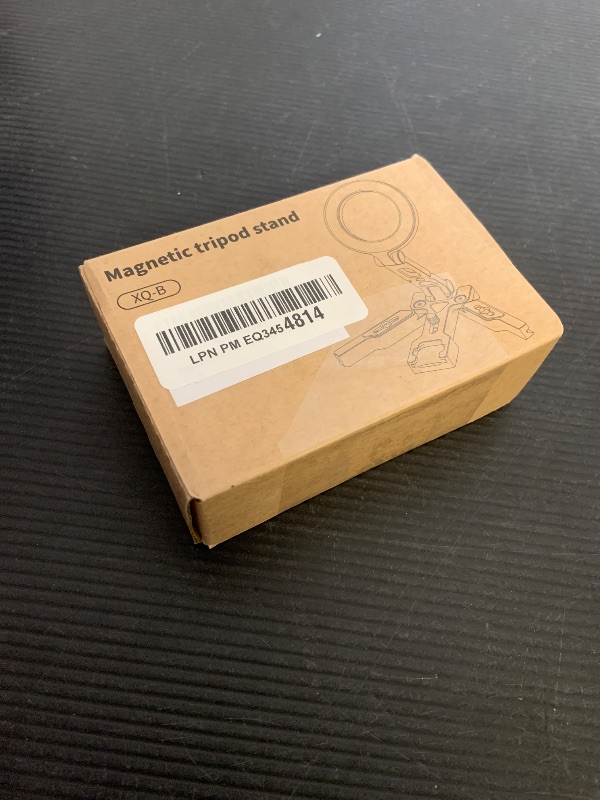 Magnetic tripod stand
XQ-B
LPN PM EQ3454814